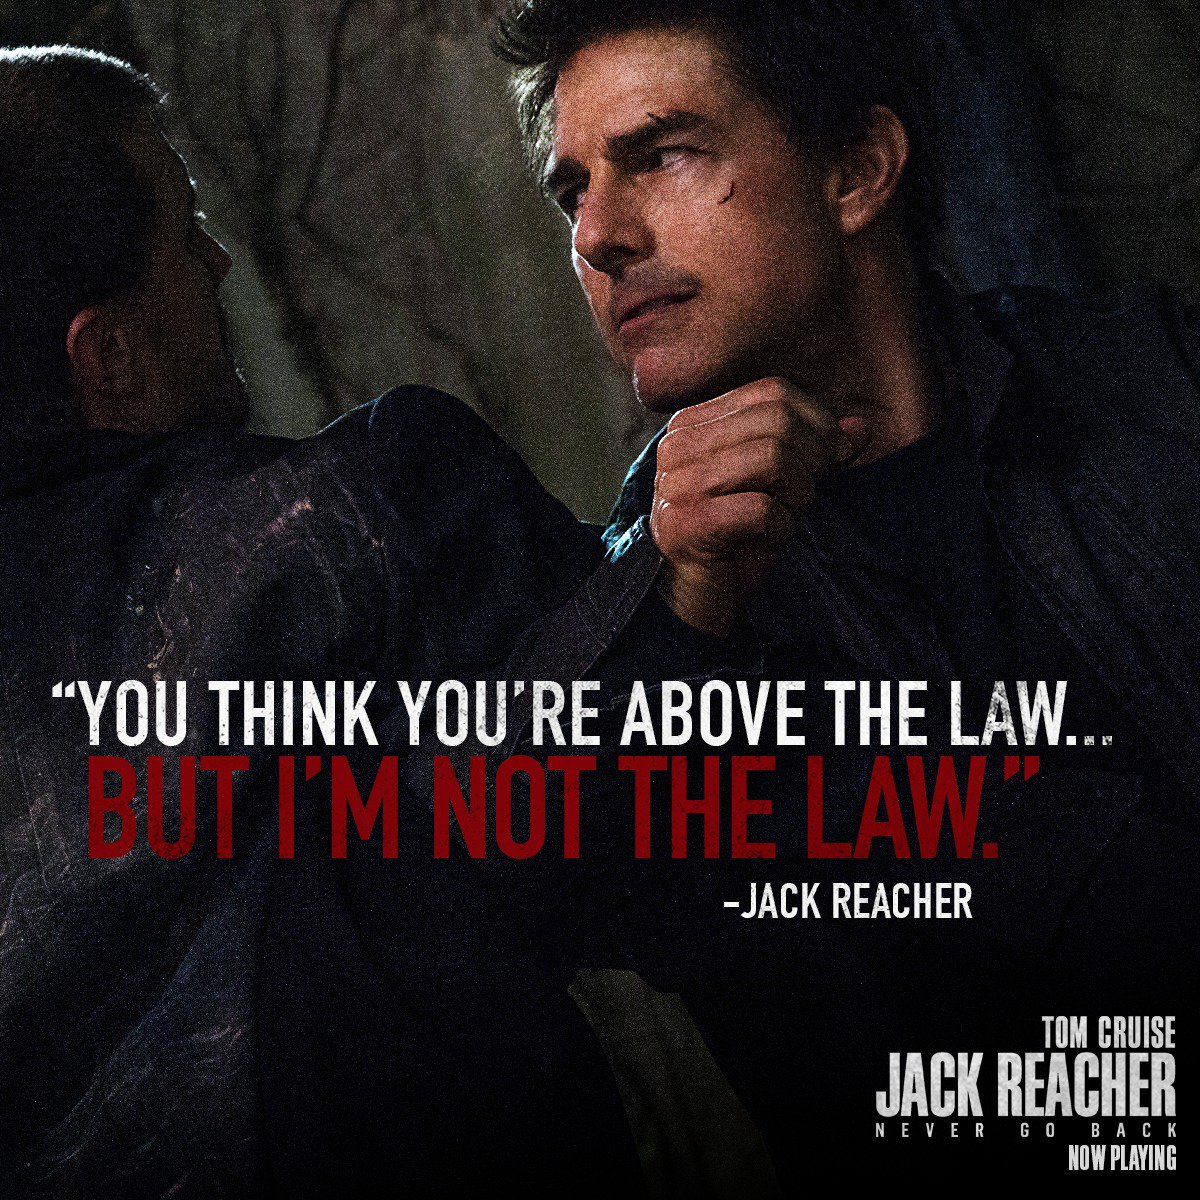 “YOU THINK YOU’RE ABOVE THE LAW...
BUT I’M NOT THE LAW.”
-JACK REACHER
TOM CRUISE
JACK REACHER
NEVER GO BACK
NOW PLAYING